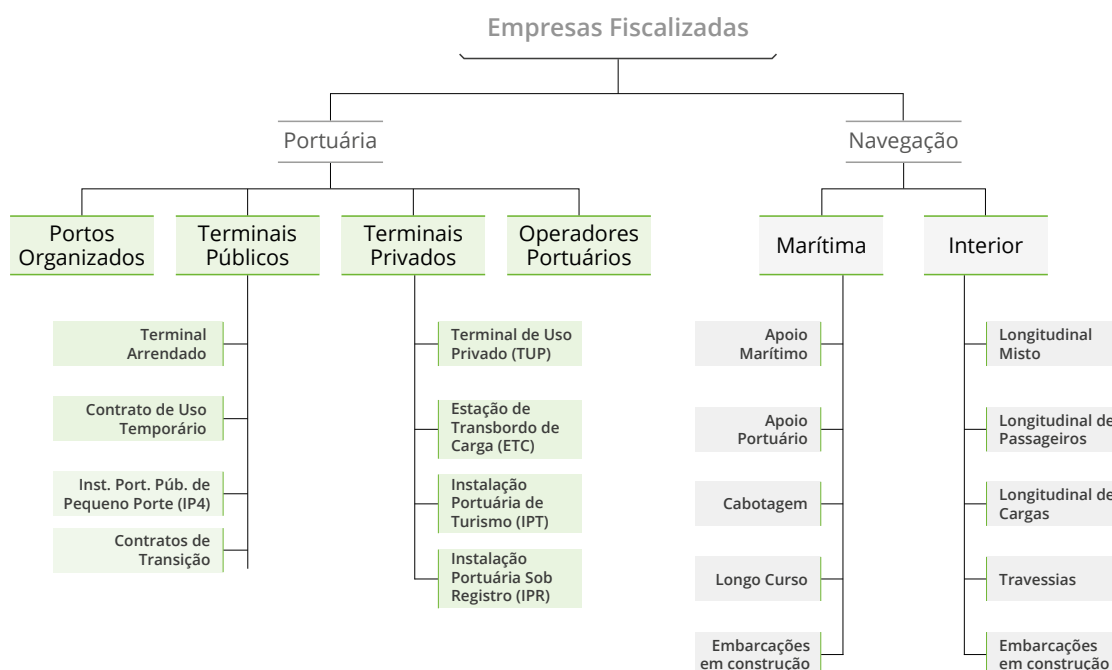 Empresas Fiscalizadas
Portuária
Navegação
Portos
Organizados
Terminais
Públicos
Terminais
Privados
Operadores
Portuários
Marítima
Interior
Terminal
Arrendado
Contrato de Uso
Temporário
Inst. Port. Púb. de
Pequeno Porte (IP4)
Contratos de
Transição
Terminal de Uso
Privado (TUP)
Estação de
Transbordo de
Carga (ETC)
Instalação
Portuária de
Turismo (IPT)
Instalação
Portuária Sob
Registro (IPR)
Apoio
Marítimo
Apoio
Portuário
Cabotagem
Longo Curso
Embarcações
em construção
Longitudinal
Misto
Longitudinal de
Passageiros
Longitudinal de
Cargas
Travessias
Embarcações
em construção